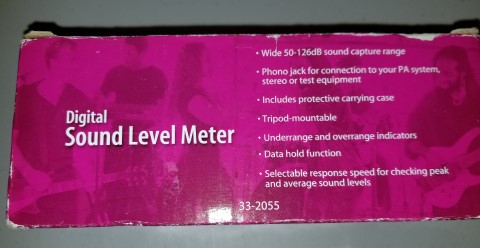 Digital
Sound Level Meter
• Wide 50-126dB sound capture range
• Phono jack for connection to your PA system,
stereo or test equipment
• Includes protective carrying case
• Tripod-mountable
• Underrange and overrange indicators
• Data hold function
• Selectable response speed for checking peak
and average sound levels
33-2055